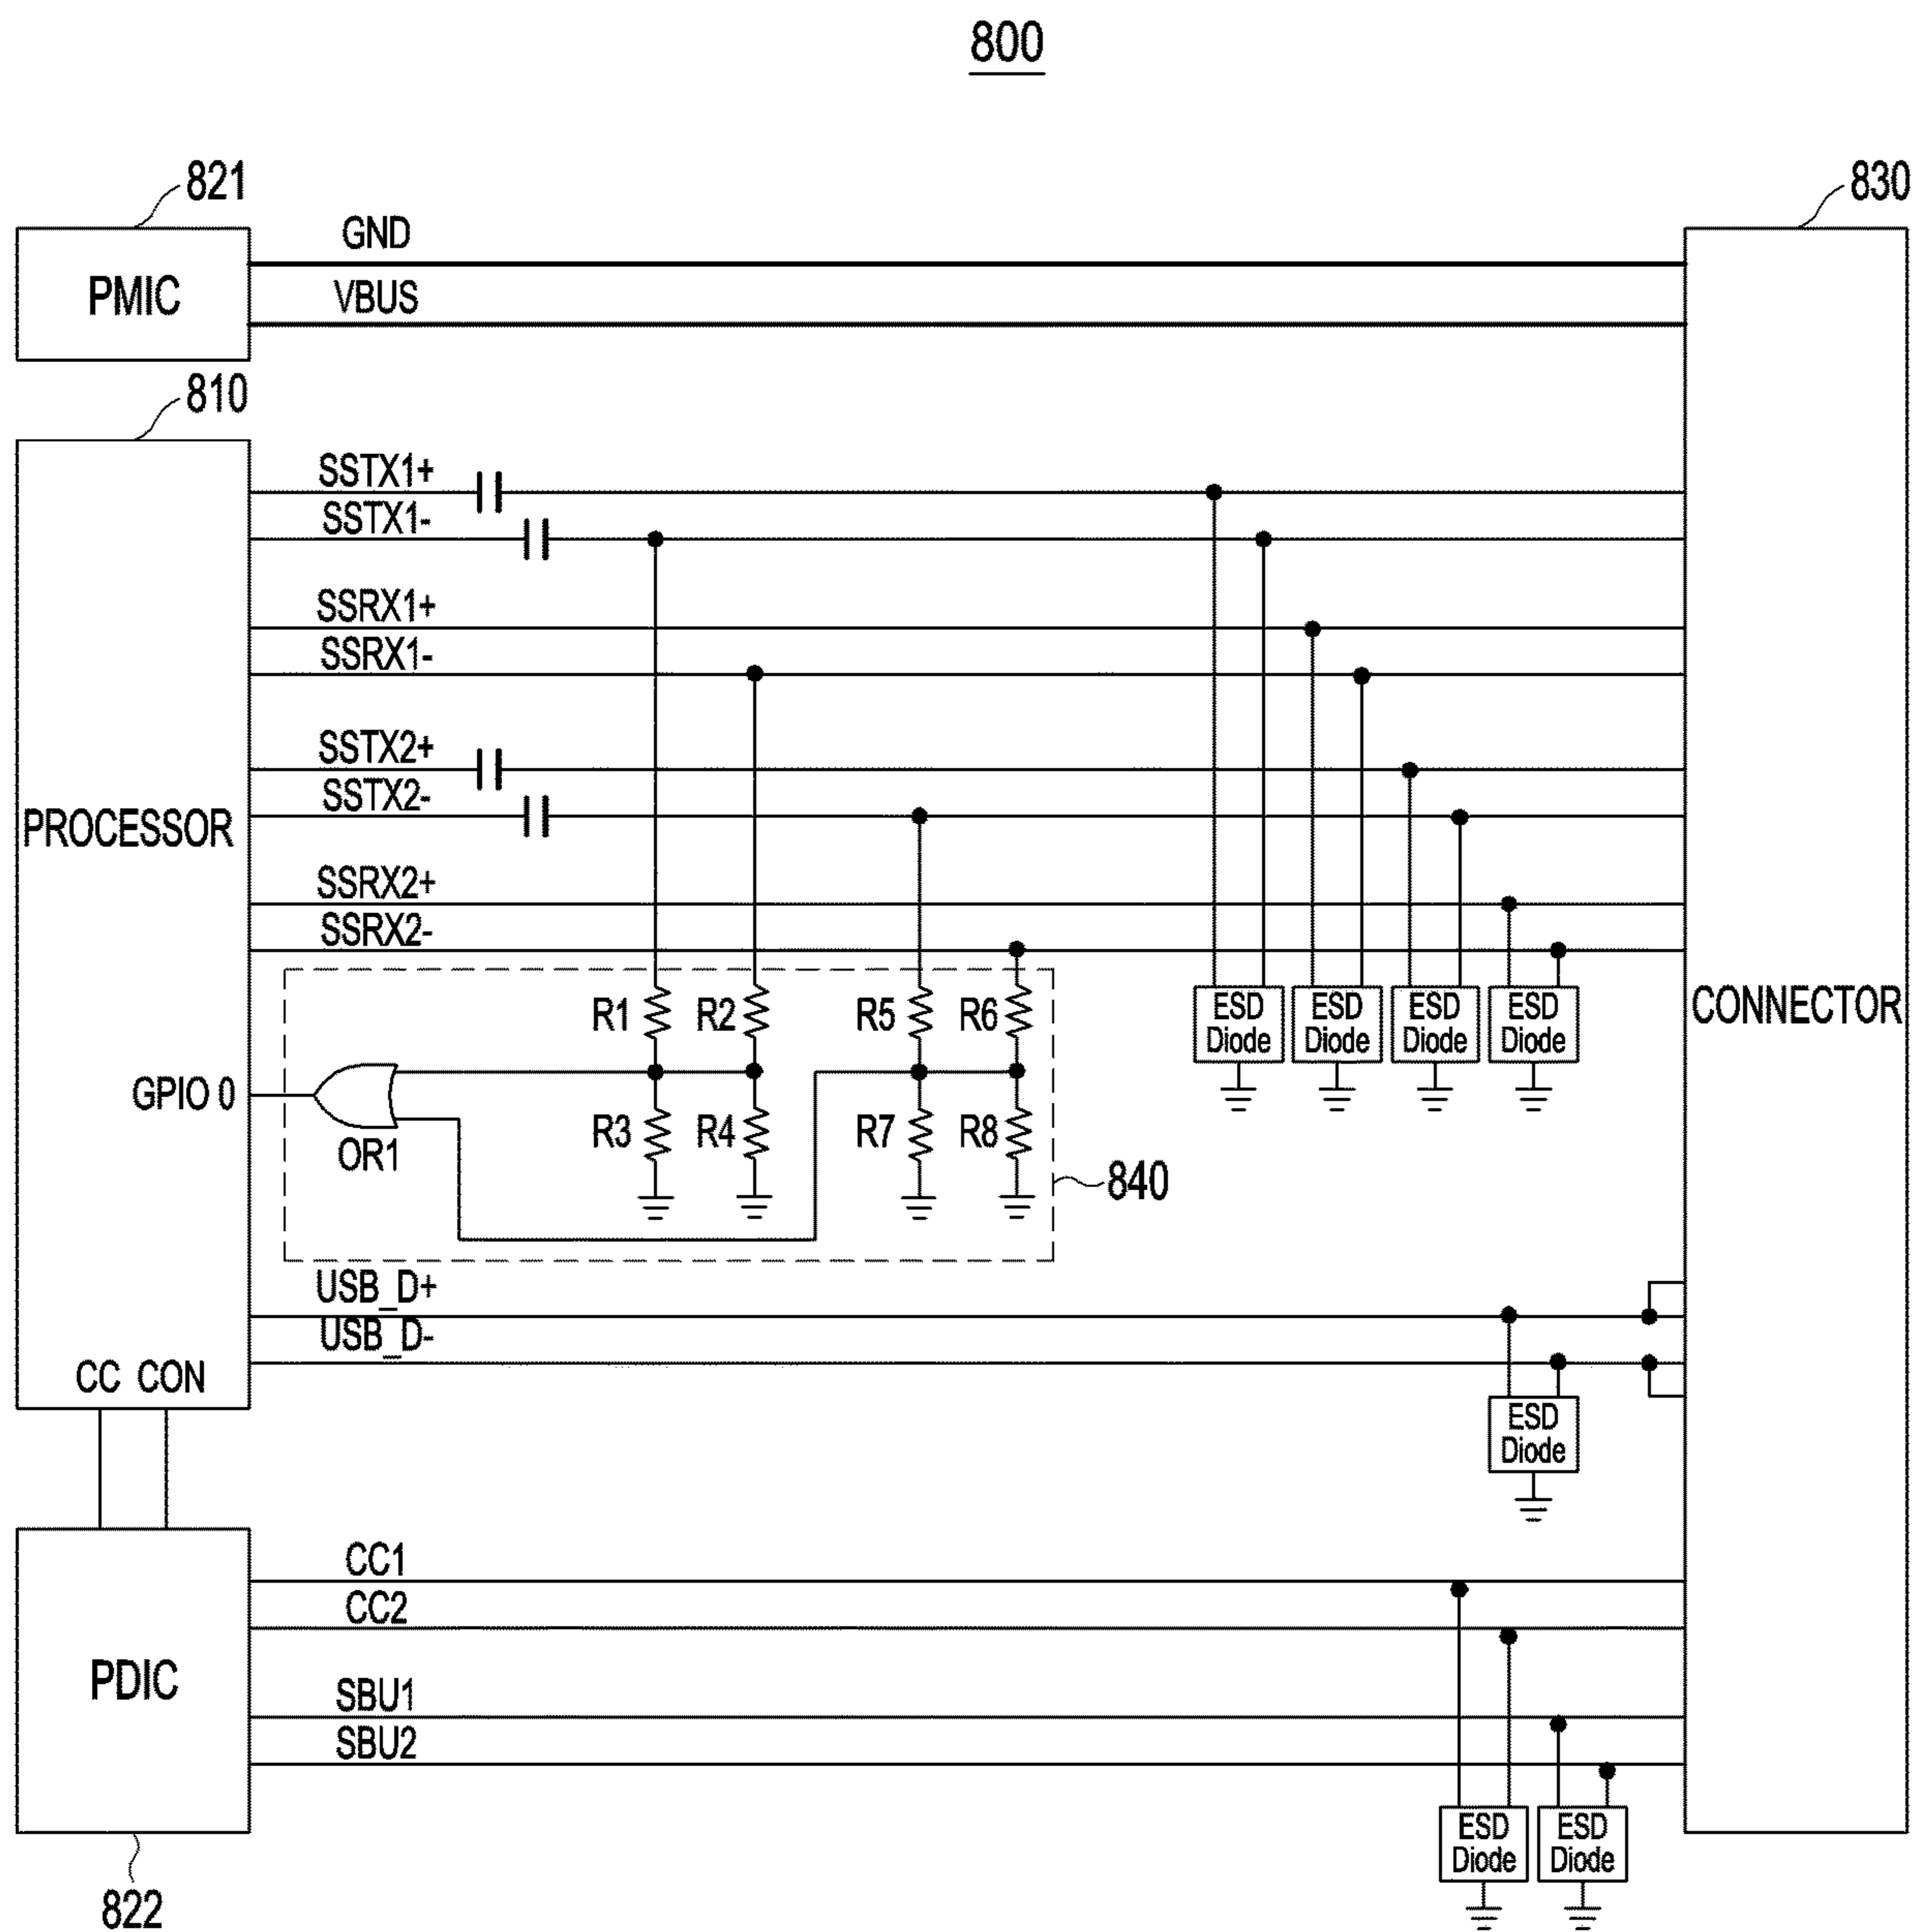 800
821
830
PMIC
GND
VBUS
810
PROCESSOR
SSTX1+
SSTX1-
SSRX1+
SSRX1-
SSTX2+
SSTX2-
SSRX2+
SSRX2-
CONNECTOR
R1
R2
R5
R6
ESD
Diode
ESD
Diode
ESD
Diode
ESD
Diode
GPIO 0
OR1
R3
R4
R7
R8
840
USB_D+
USB_D-
CC CON
ESD
Diode
PDIC
CC1
CC2
SBU1
SBU2
ESD
Diode
ESD
Diode
822